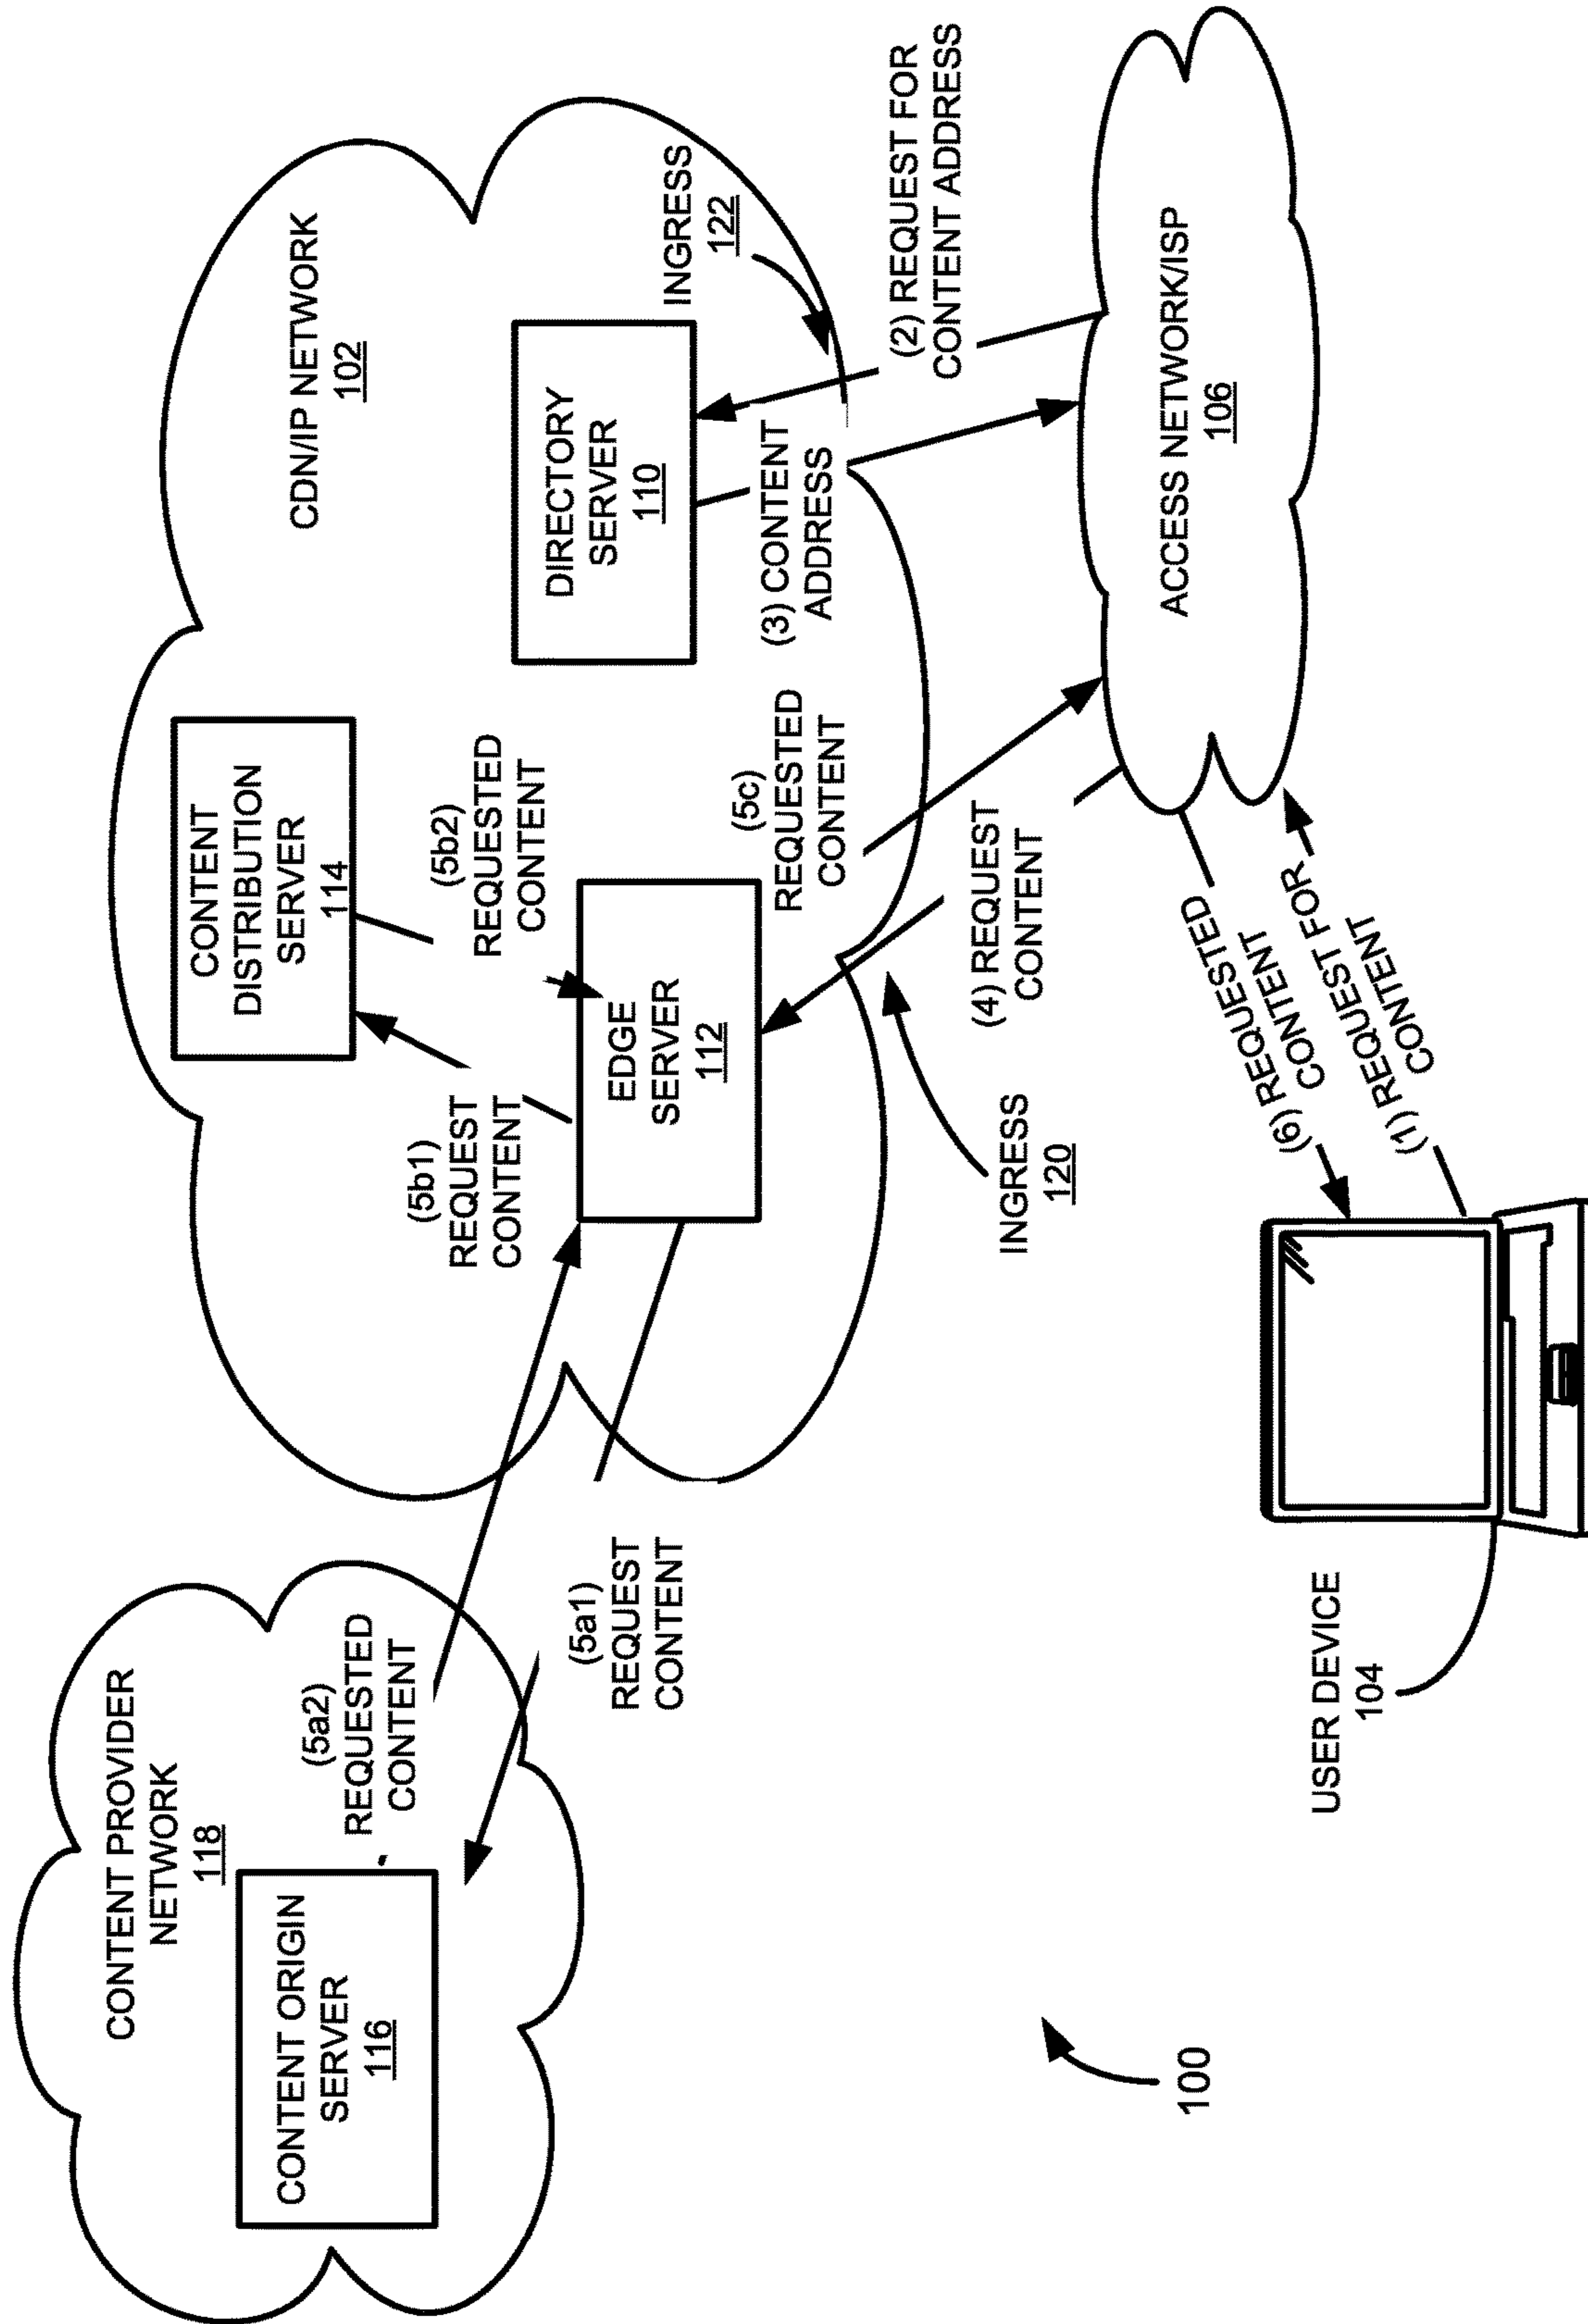 CONTENT PROVIDER
NETWORK
118
CONTENT ORIGIN
SERVER
116
(5a2)
REQUESTED
CONTENT
(5a1)
REQUEST
CONTENT
CDN/IP NETWORK
102
CONTENT
DISTRIBUTION
SERVER
114
(5b1)
REQUEST
CONTENT
(5b2)
REQUESTED
CONTENT
EDGE
SERVER
112
DIRECTORY
SERVER
110
INGRESS
122
(3) CONTENT
ADDRESS
(5c)
REQUESTED
CONTENT
(2) REQUEST FOR
CONTENT ADDRESS
(4) REQUEST
CONTENT
INGRESS
120
ACCESS NETWORK/ISP
106
(6) REQUESTED
CONTENT
(1) REQUEST FOR
CONTENT
USER DEVICE
104
100